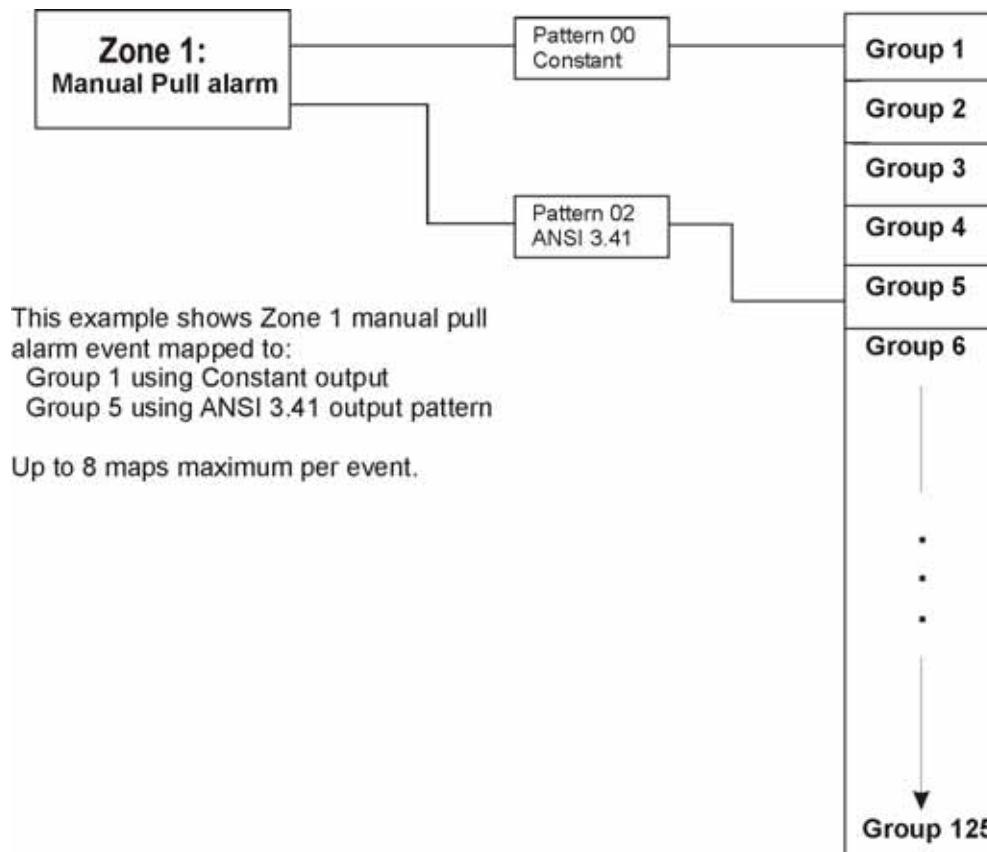 Zone 1:
Manual Pull alarm
Pattern 00
Constant
Pattern 02
ANSI 3.41
Group 1
Group 2
Group 3
Group 4
Group 5
Group 6
Group 125
This example shows Zone 1 manual pull
alarm event mapped to:
Group 1 using Constant output
Group 5 using ANSI 3.41 output pattern
Up to 8 maps maximum per event.